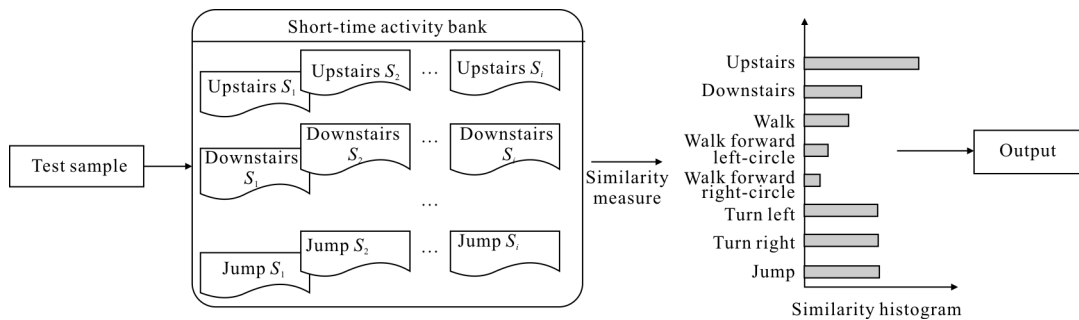 Short-time activity bank
Upstairs S₁
Upstairs S₂
...
Upstairs Sᵢ
Downstairs
S₁
Downstairs
S₂
...
Downstairs
Sᵢ
...
...
Jump S₁
Jump S₂
...
Jump Sᵢ
Test sample
Similarity
measure
Upstairs
Downstairs
Walk
Walk forward
left-circle
Walk forward
right-circle
Turn left
Turn right
Jump
Similarity histogram
Output